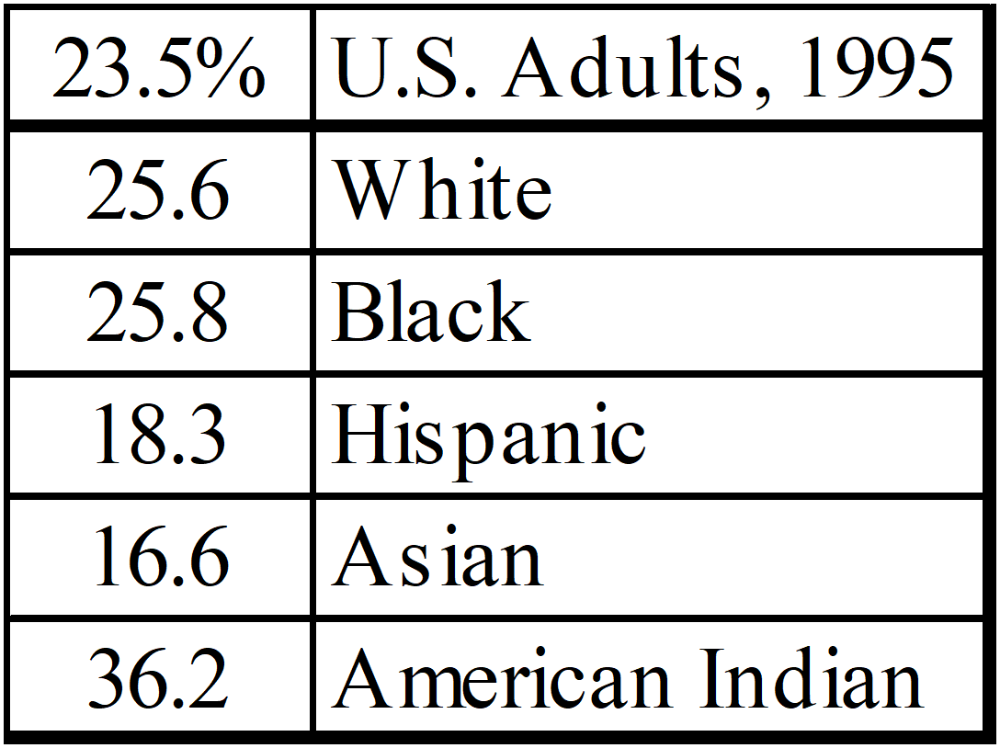 23.5% U.S. Adults, 1995
25.6 White
25.8 Black
18.3 Hispanic
16.6 Asian
36.2 American Indian